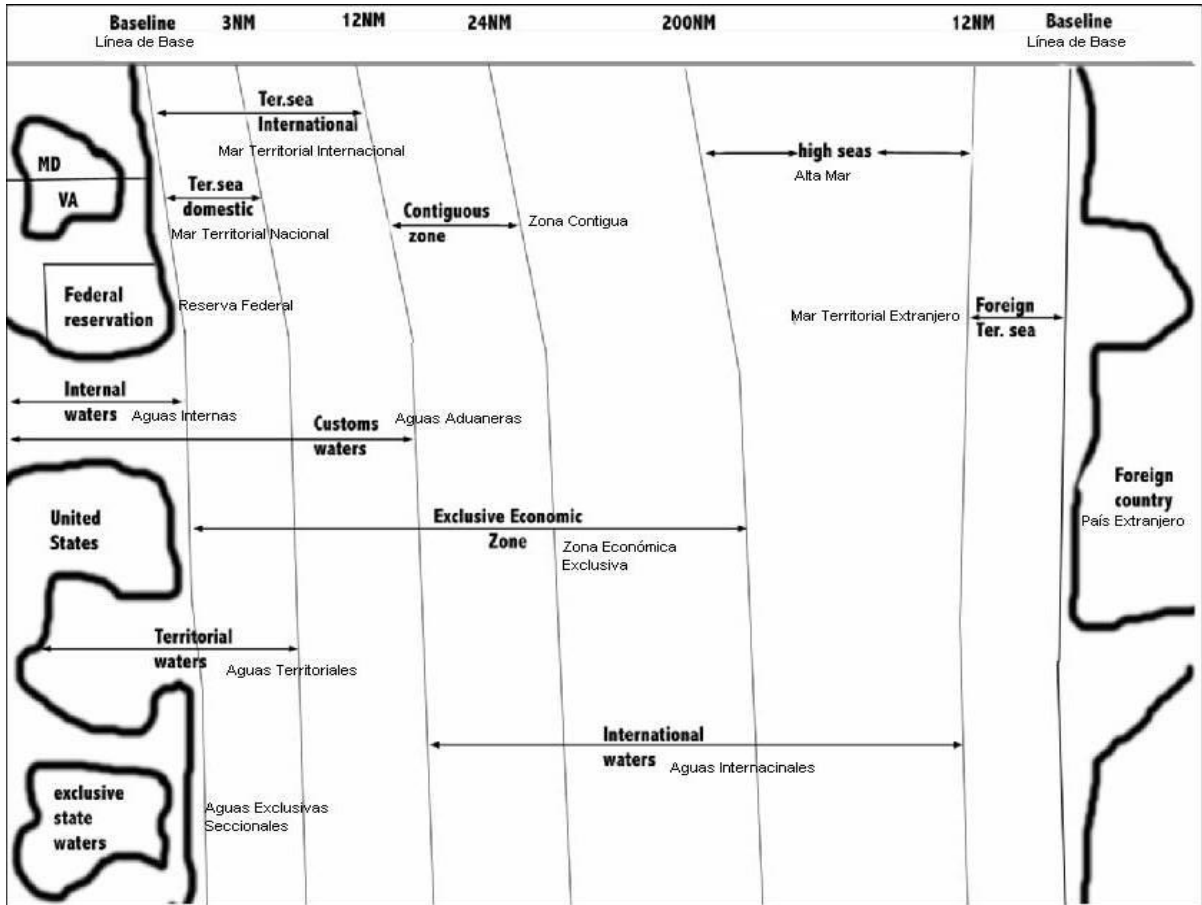 Baseline 3NM 12NM 24NM 200NM 12NM Baseline
Línea de Base
Línea de Base
Ter.sea
International
Mar Territorial Internacional
high seas
Alta Mar
MD
VA
Ter.sea
domestic
Mar Territorial Nacional
Contiguous
zone
Zona Contigua
Federal
reservation
Reserva Federal
Mar Territorial Extranjero
Foreign
Ter. sea
Internal
waters
Aguas Internas
Customs
waters
Aguas Aduaneras
United
States
Exclusive Economic
Zone
Zona Económica
Exclusiva
Foreign
country
País Extranjero
Territorial
waters
Aguas Territoriales
International
waters
Aguas Internacinales
exclusive
state
waters
Aguas Exclusivas
Seccionales